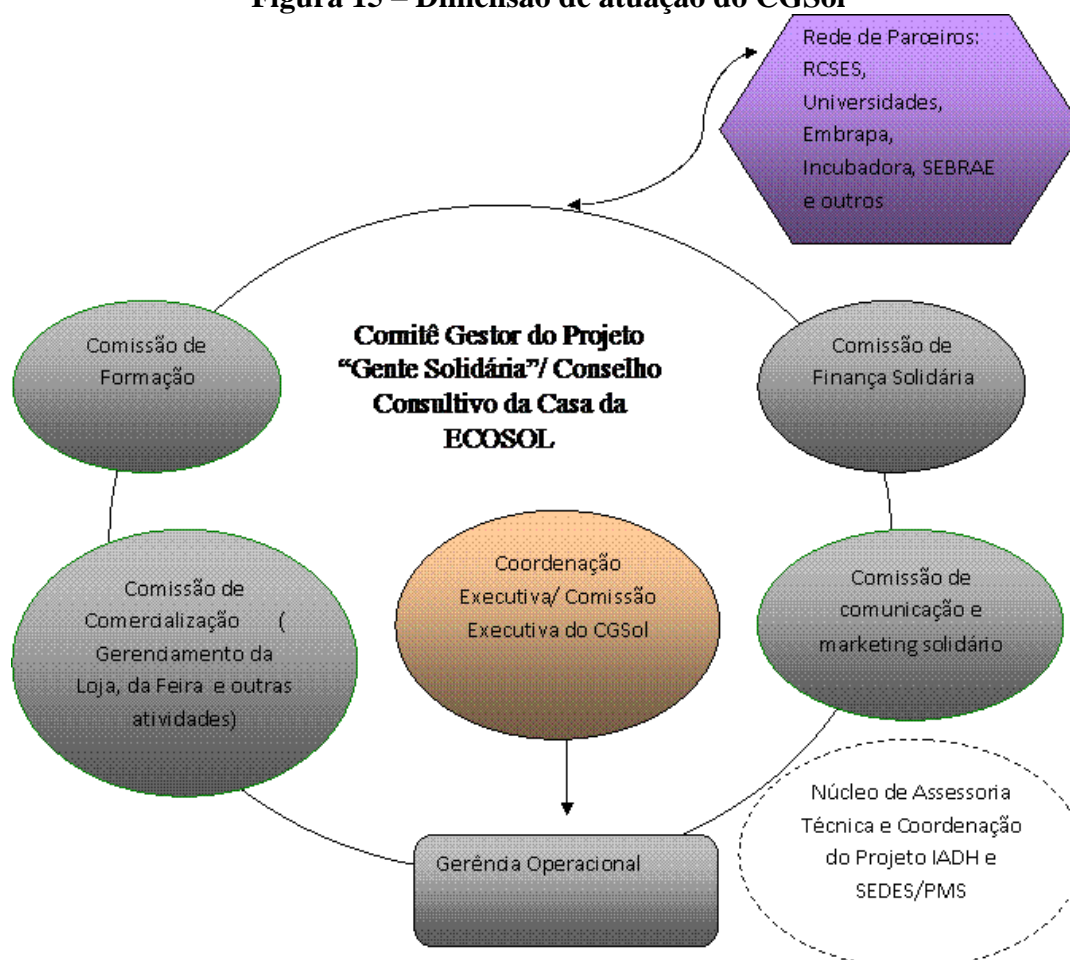 Figura 15 – Dimensão de atuação do CGSol
Rede de Parceiros:
RCSES,
Universidades,
Embrapa,
Incubadora, SEBRAE
e outros
Comissão de
Formação
Comitê Gestor do Projeto
“Gente Solidária”/ Conselho
Consultivo da Casa da
ECOSOL
Comissão de
Finança Solidária
Comissão de
Comercialização (
Gerenciamento da
Loja, da Feira e outras
atividades)
Coordenação
Executiva/ Comissão
Executiva do CGSol
Comissão de
comunicação e
marketing solidário
Gerência Operacional
Núcleo de Assessoria
Técnica e Coordenação
do Projeto IADH e
SEDES/PMS